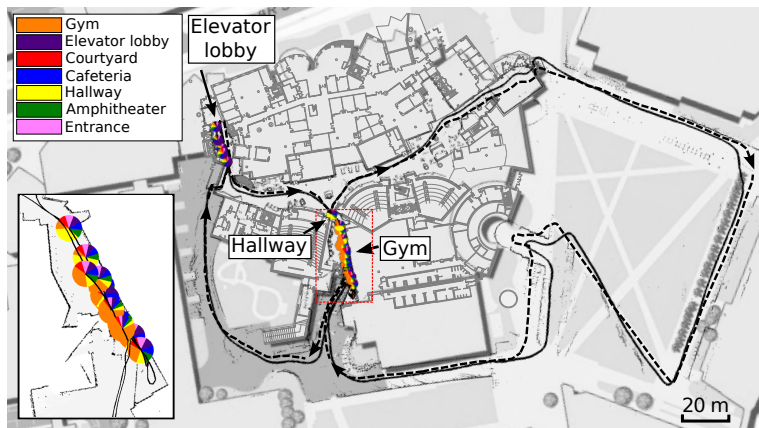 Gym
Elevator lobby
Courtyard
Cafeteria
Hallway
Amphitheater
Entrance
Elevator
lobby
Hallway
Gym
20 m